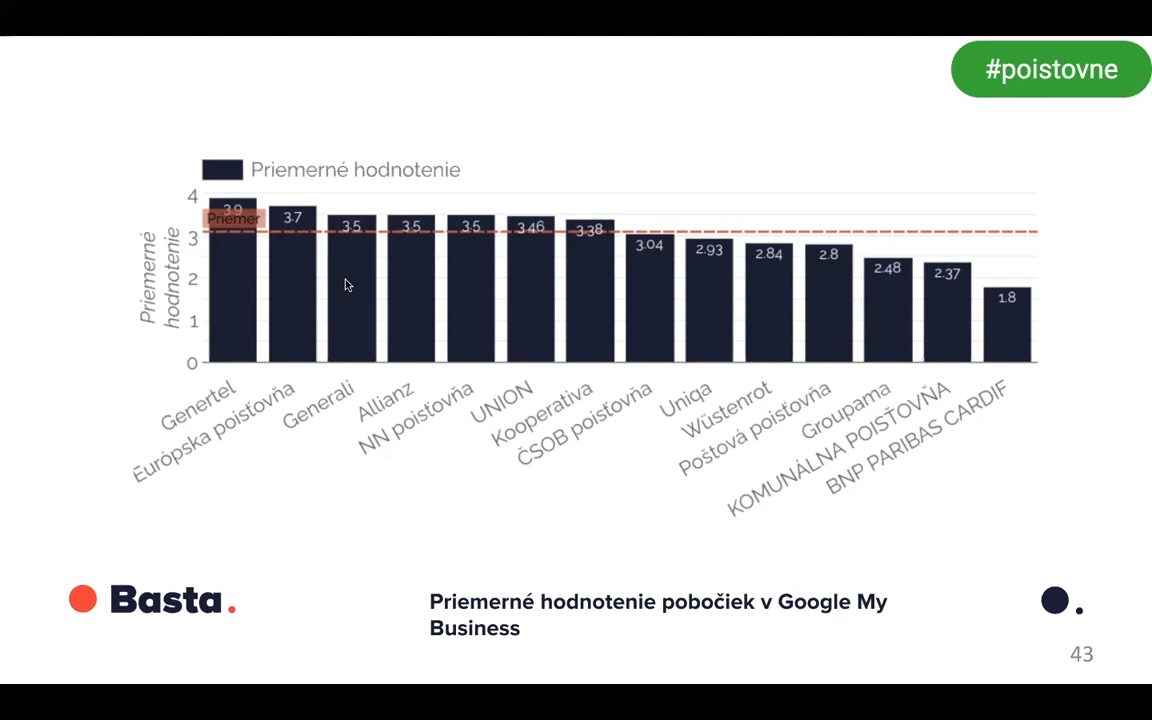 #poistovne
Priemerné hodnotenie
4
3
2
1
0
Priemerné
hodnotenie
3.9
Priemer
3.7
3.5
3.5
3.5
3.46
3.38
3.04
2.93
2.84
2.8
2.48
2.37
1.8
Genertel
Európska poisťovňa
Generali
Allianz
NN poisťovňa
UNION
Kooperativa
ČSOB poisťovňa
Uniqa
Wüstenrot
Poštová poisťovňa
Groupama
KOMUNÁLNA POISŤOVŇA
BNP PARIBAS CARDIF
Basta.
Priemerné hodnotenie pobočiek v Google My
Business
43